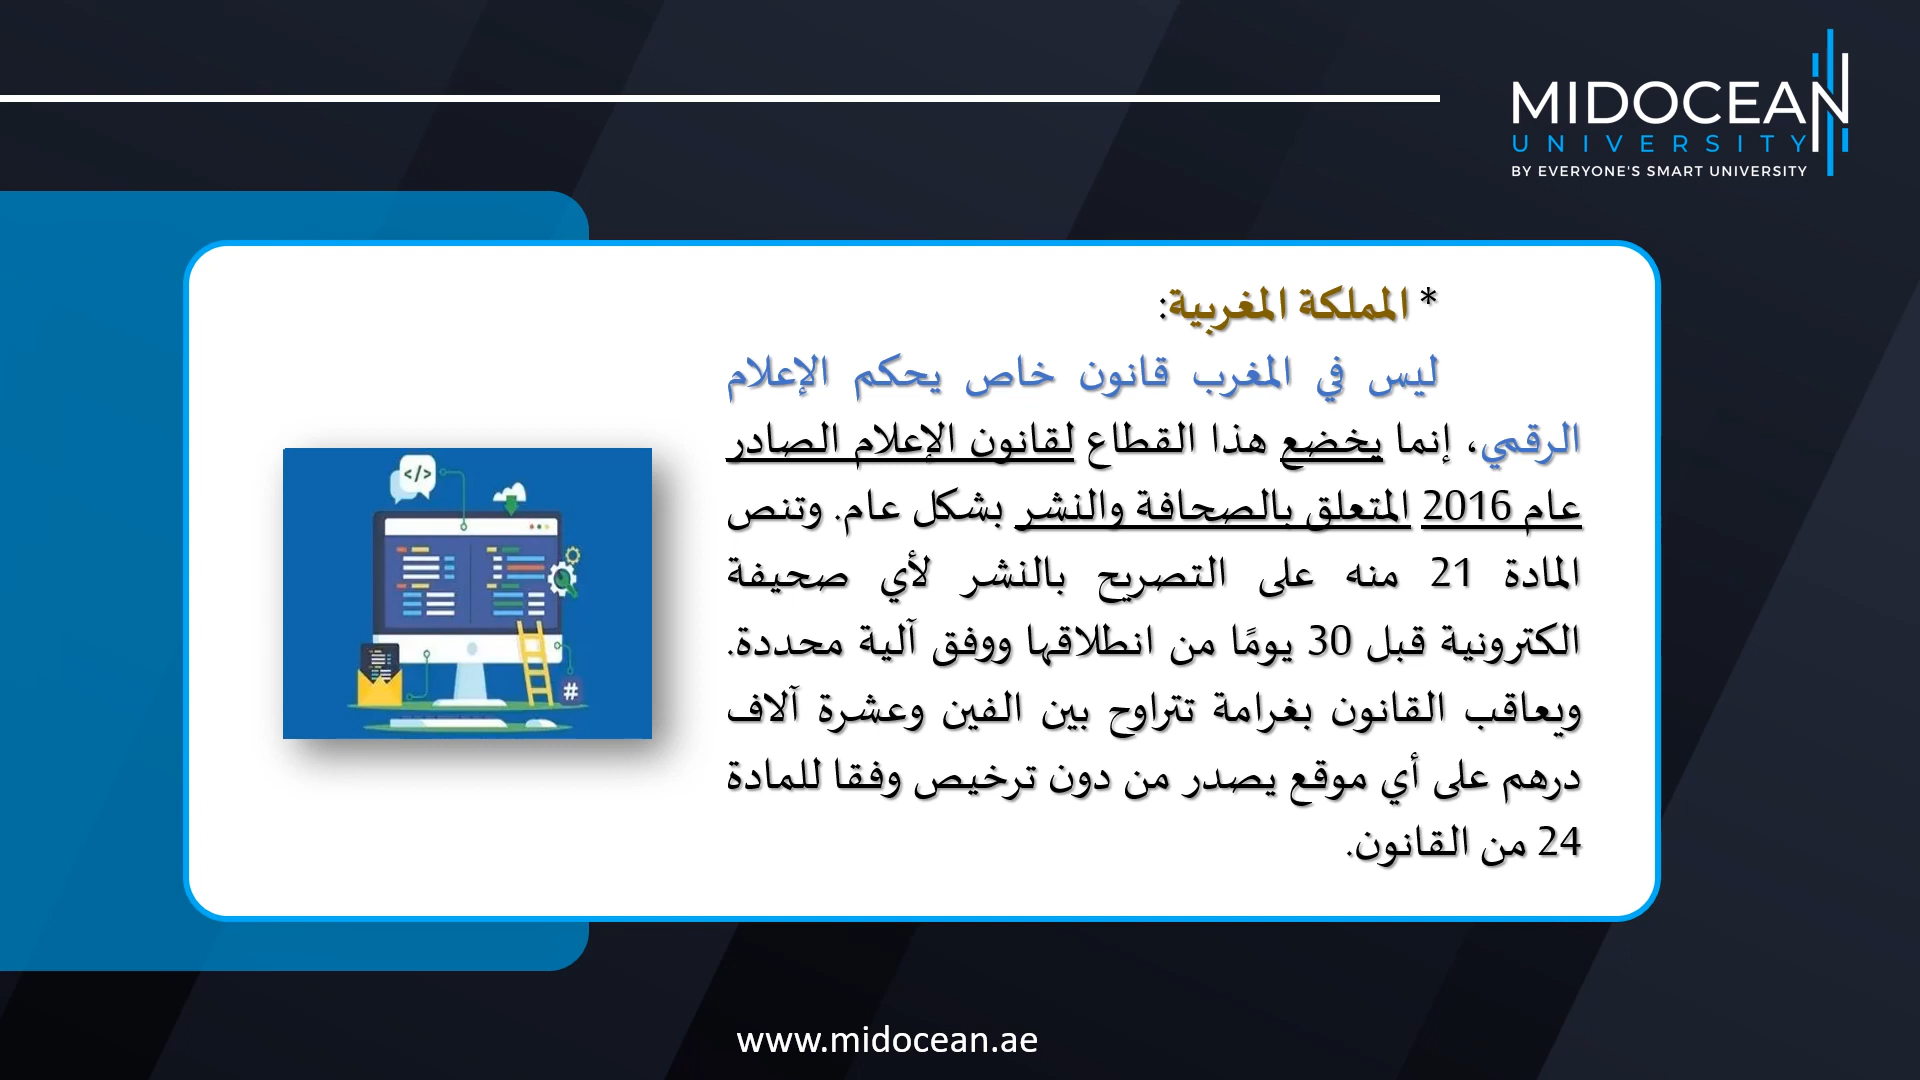 MIDOCEAN
UNIVERSITY
BY EVERYONE'S SMART UNIVERSITY
* المملكة المغربية:
ليس في المغرب قانون خاص يحكم الإعلام
الرقمي، إنما يخضع هذا القطاع لقانون الإعلام الصادر
عام 2016 المتعلق بالصحافة والنشر بشكل عام. وتنص
المادة 21 منه على التصريح بالنشر لأي صحيفة
الكترونية قبل 30 يومًا من انطلاقها ووفق آلية محددة.
ويعاقب القانون بغرامة تتراوح بين الفين وعشرة آلاف
درهم على أي موقع يصدر من دون ترخيص وفقا للمادة
24 من القانون.
</>
#
www.midocean.ae